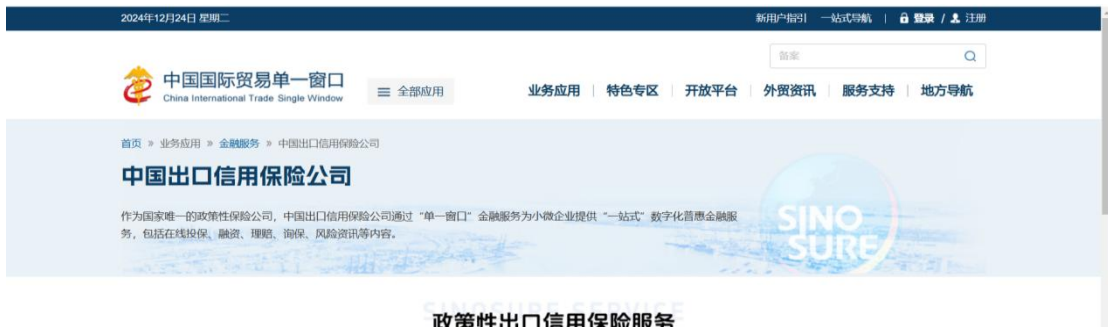 2024年12月24日 星期二
新用户指引 一站式导航 | 登录 / 注册
备案
中国国际贸易单一窗口
China International Trade Single Window
全部应用
业务应用 | 特色专区 | 开放平台 | 外贸资讯 | 服务支持 | 地方导航
首页 » 业务应用 » 金融服务 » 中国出口信用保险公司
中国出口信用保险公司
作为国家唯一的政策性保险公司，中国出口信用保险公司通过“单一窗口”金融服务为小微企业提供“一站式”数字化普惠金融服
务，包括在线投保、融资、理赔、询保、风险资讯等内容。
SINO
SURE
SINOSURE SERVICE
政策性出口信用保险服务